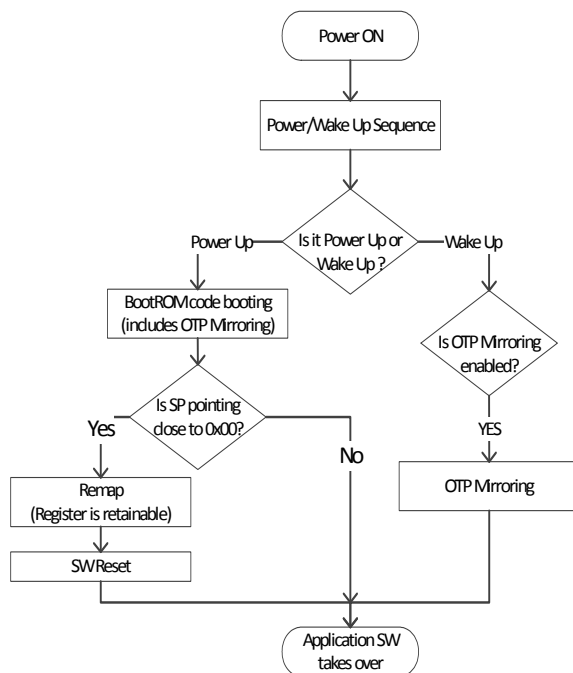 Power ON
Power/Wake Up Sequence
Is it Power Up or
Wake Up ?
Power Up
Wake Up
BootROM code booting
(includes OTP Mirroring)
Is OTP Mirroring
enabled?
Is SP pointing
close to 0x00?
Yes
No
YES
Remap
(Register is retainable)
OTP Mirroring
SW Reset
Application SW
takes over